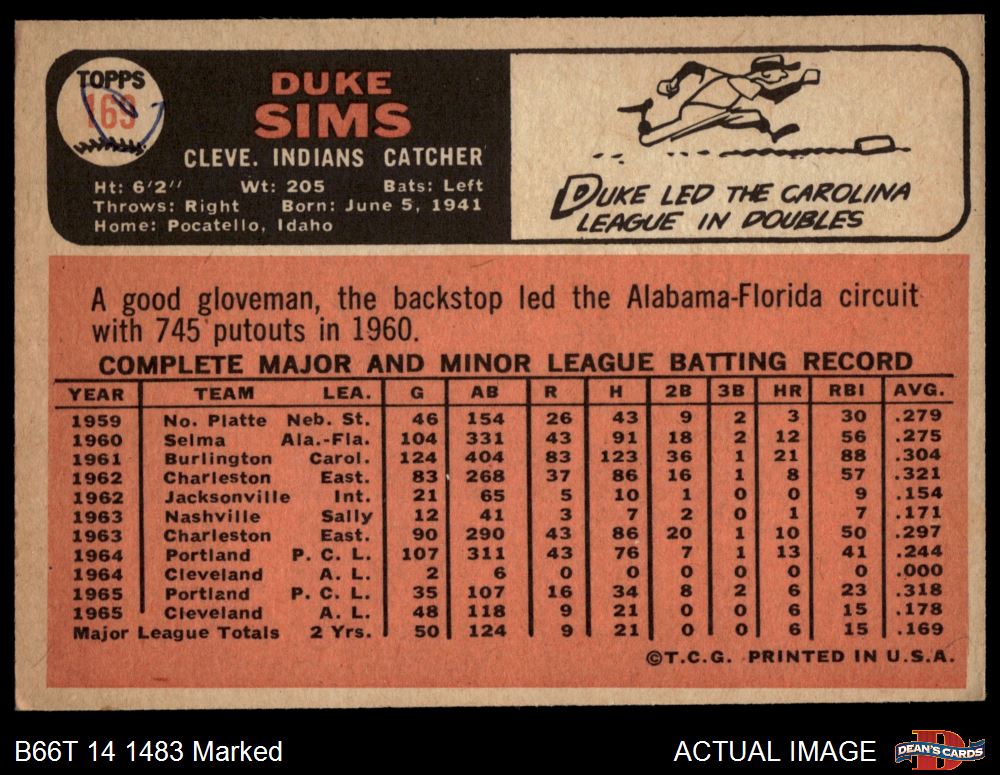 TOPPS
169
DUKE
SIMS
CLEVE. INDIANS CATCHER
Ht: 6'2" Wt: 205 Bats: Left
Throws: Right Born: June 5, 1941
Home: Pocatello, Idaho
DUKE LED THE CAROLINA
LEAGUE IN DOUBLES
A good gloveman, the backstop led the Alabama-Florida circuit
with 745 putouts in 1960.
COMPLETE MAJOR AND MINOR LEAGUE BATTING RECORD
YEAR TEAM LEA. G AB R H 2B 3B HR RBI AVG.
1959 No. Platte Neb. St. 46 154 26 43 9 2 3 30 .279
1960 Selma Ala.-Fla. 104 331 43 91 18 2 12 56 .275
1961 Burlington Carol. 124 404 83 123 36 1 21 88 .304
1962 Charleston East. 83 268 37 86 16 1 8 57 .321
1962 Jacksonville Int. 21 65 5 10 1 0 0 9 .154
1963 Nashville Sally 12 41 3 7 2 0 1 7 .171
1963 Charleston East. 90 290 43 86 20 1 10 50 .297
1964 Portland P. C. L. 107 311 43 76 7 1 13 41 .244
1964 Cleveland A. L. 2 6 0 0 0 0 0 0 .000
1965 Portland P. C. L. 35 107 16 34 8 2 6 23 .318
1965 Cleveland A. L. 48 118 9 21 0 0 6 15 .178
Major League Totals 2 Yrs. 50 124 9 21 0 0 6 15 .169
©T.C.G. PRINTED IN U.S.A.
B66T 14 1483 Marked
ACTUAL IMAGE
DEAN'S CARDS